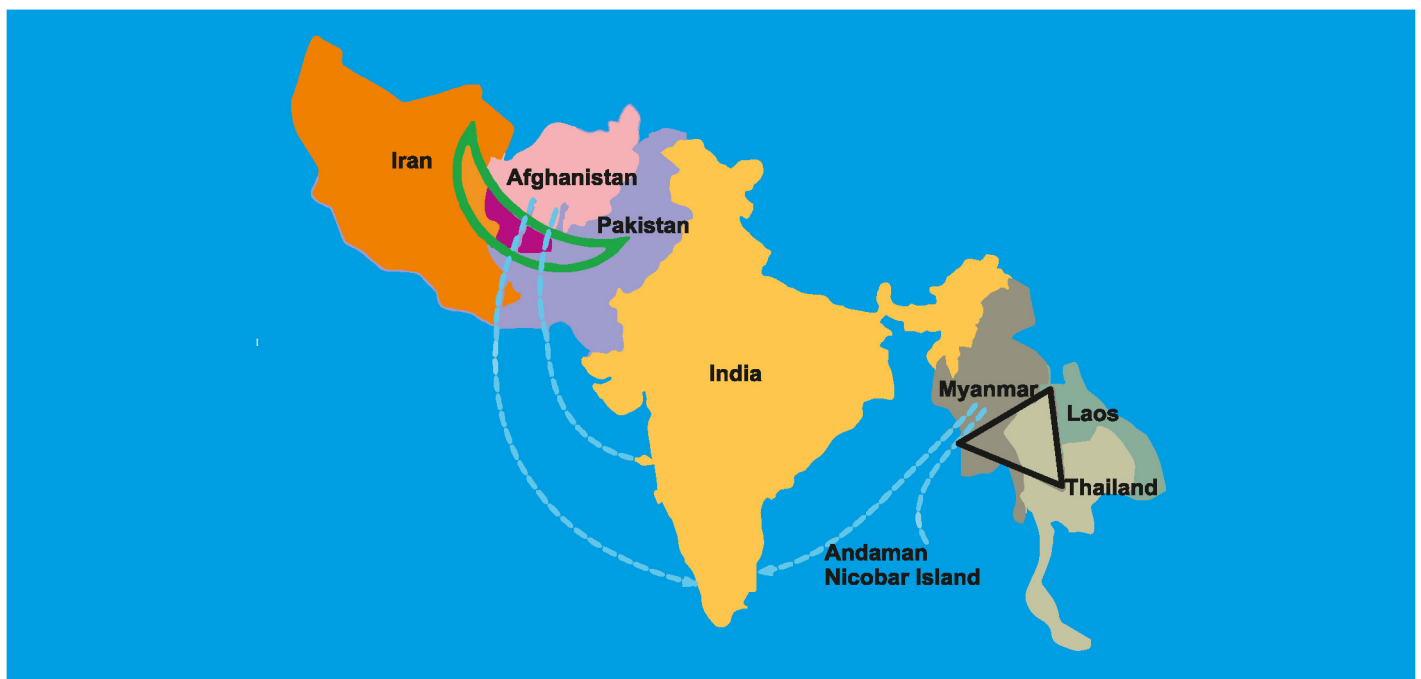 Iran
Afghanistan
Pakistan
India
Myanmar
Laos
Thailand
Andaman
Nicobar Island